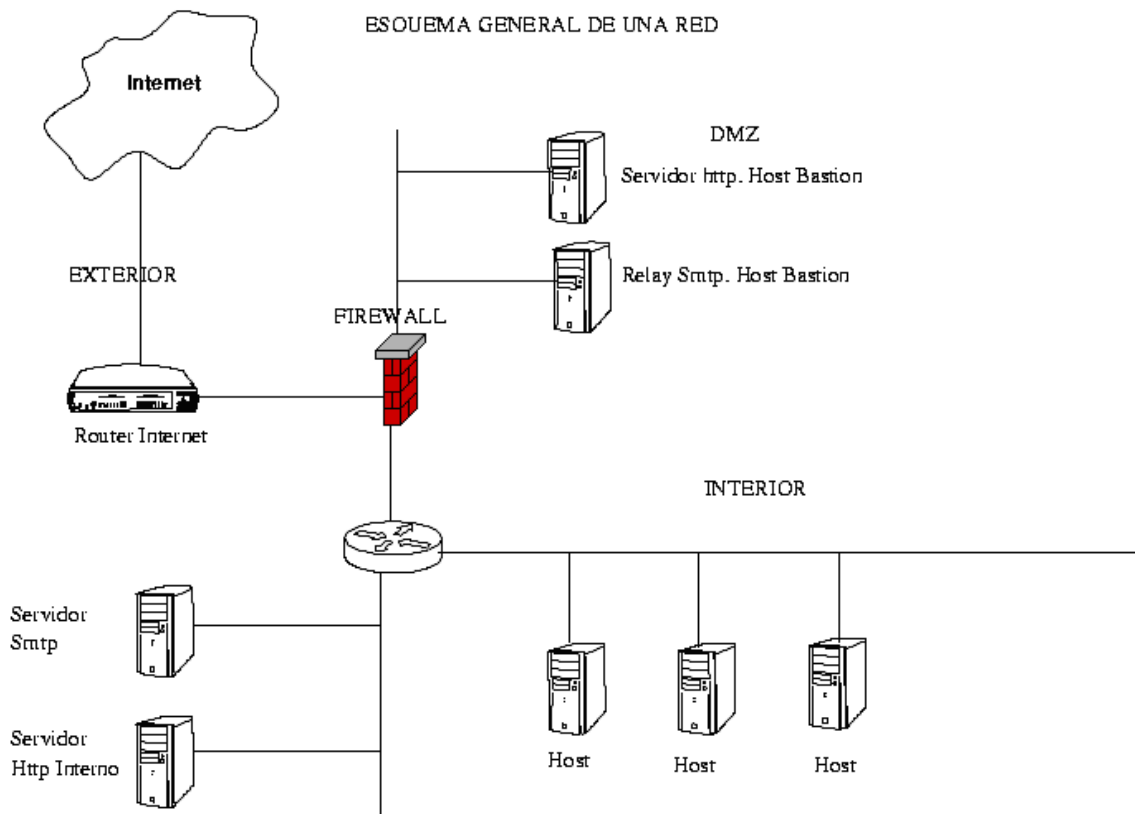 ESQUEMA GENERAL DE UNA RED
Internet
DMZ
Servidor http. Host Bastion
EXTERIOR
Relay Smtp. Host Bastion
FIREWALL
Router Internet
INTERIOR
Servidor
Smtp
Servidor
Http Interno
Host
Host
Host